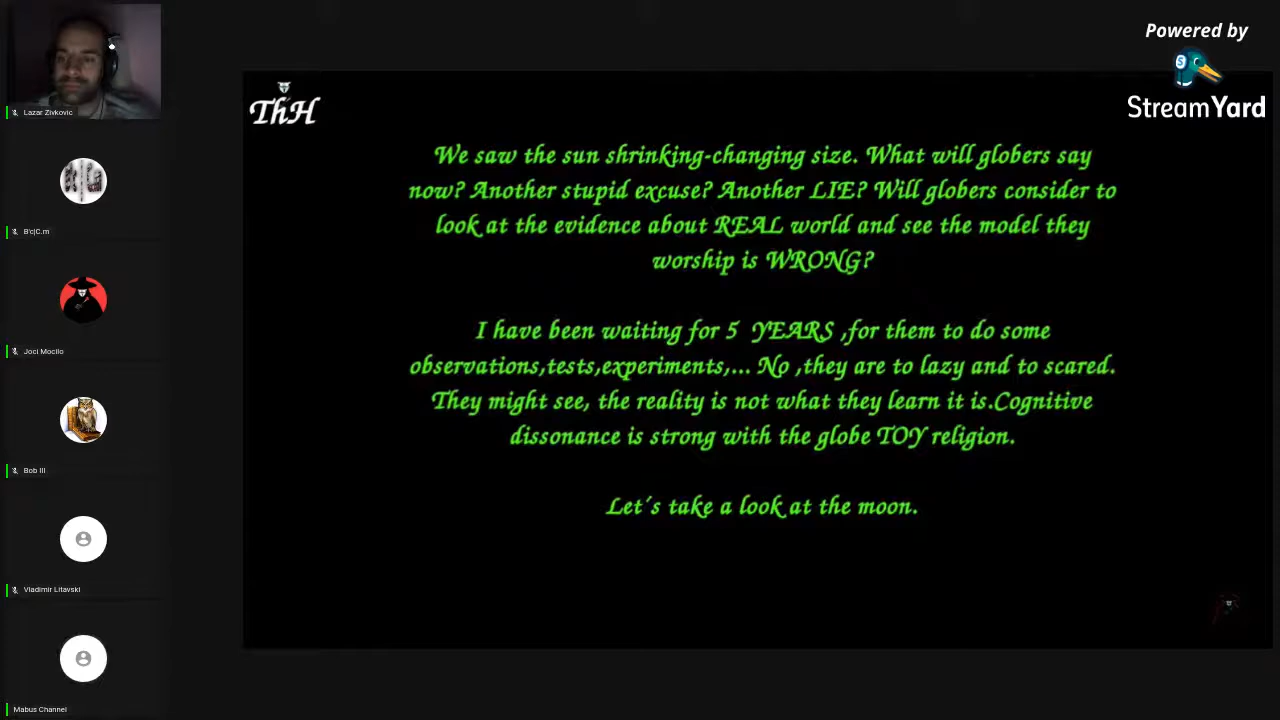 Powered by
StreamYard
Lazar Zivkovic
B'c|C.m
Joci Mocilo
Bob III
Vladimir Litavski
Mabus Channel
ThH
We saw the sun shrinking-changing size. What will globers say
now? Another stupid excuse? Another LIE? Will globers consider to
look at the evidence about REAL world and see the model they
worship is WRONG?
I have been waiting for 5 YEARS ,for them to do some
observations,tests,experiments,... No ,they are to lazy and to scared.
They might see, the reality is not what they learn it is.Cognitive
dissonance is strong with the globe TOY religion.
Let´s take a look at the moon.